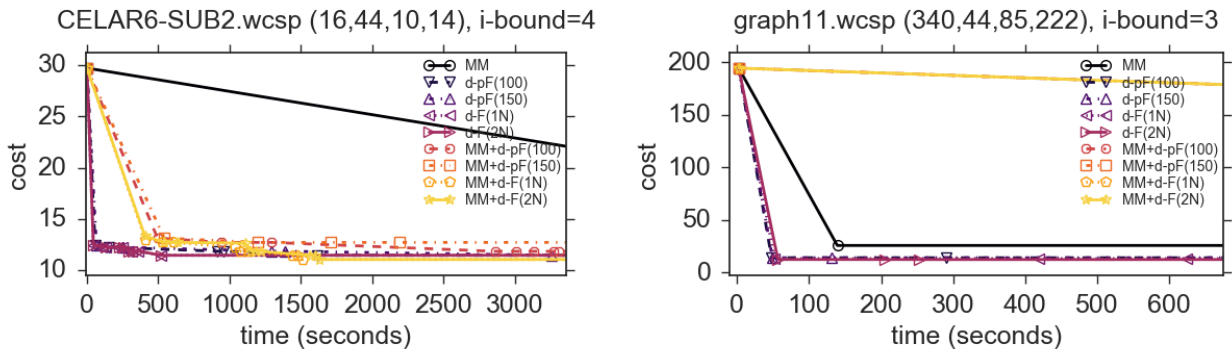 CELAR6-SUB2.wcsp (16,44,10,14), i-bound=4
cost
30
25
20
15
10
0 500 1000 1500 2000 2500 3000
time (seconds)
MM
d-pF(100)
d-pF(150)
d-F(1N)
d-F(2N)
MM+d-pF(100)
MM+d-pF(150)
MM+d-F(1N)
MM+d-F(2N)
graph11.wcsp (340,44,85,222), i-bound=3
cost
200
150
100
50
0
0 100 200 300 400 500 600
time (seconds)
MM
d-pF(100)
d-pF(150)
d-F(1N)
d-F(2N)
MM+d-pF(100)
MM+d-pF(150)
MM+d-F(1N)
MM+d-F(2N)